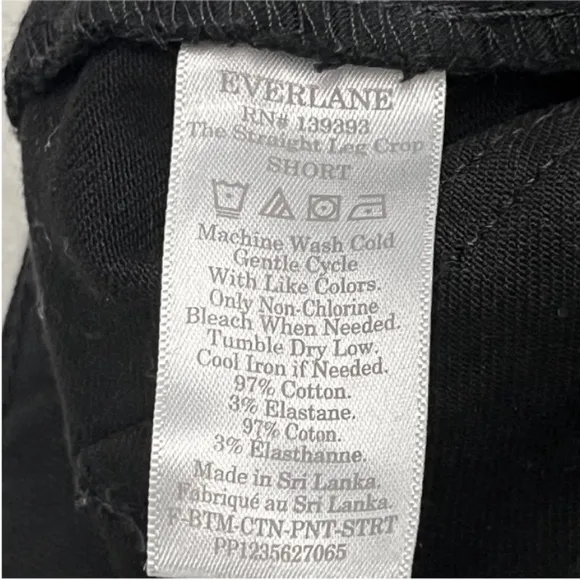 EVERLANE
RN# 139393
The Straight Leg Crop
SHORT
Machine Wash Cold
Gentle Cycle
With Like Colors.
Only Non-Chlorine
Bleach When Needed.
Tumble Dry Low.
Cool Iron if Needed.
97% Cotton.
3% Elastane.
97% Coton.
3% Elasthanne.
Made in Sri Lanka.
Fabriqué au Sri Lanka.
F-BTM-CTN-PNT-STRT
PP1235627065